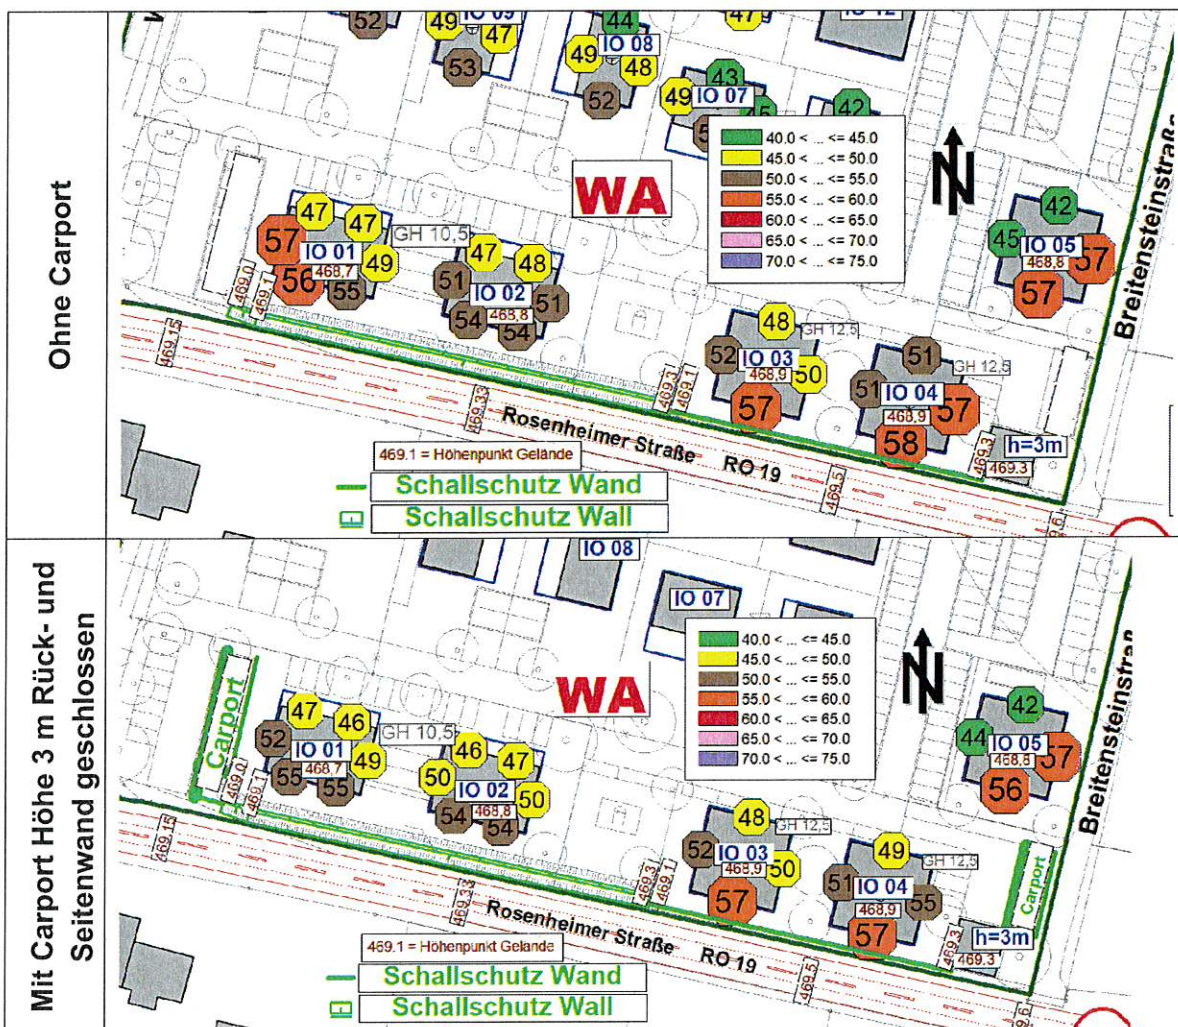 Ohne Carport
52
49
IO 09
47
53
44
49
IO 08
48
52
47
IO 12
43
49
IO 07
45
42
40.0 < ... <= 45.0
45.0 < ... <= 50.0
50.0 < ... <= 55.0
55.0 < ... <= 60.0
60.0 < ... <= 65.0
65.0 < ... <= 70.0
70.0 < ... <= 75.0
WA
N
Breitensteinstraße
47
47
57
IO 01
468,7
49
56
55
GH 10,5
47
48
51
IO 02
468,8
51
54
54
42
45
IO 05
468,8
57
57
48
GH 12,5
52
IO 03
468,9
50
57
51
GH 12,5
51
IO 04
468,9
57
58
469.0
469.1
469.15
469.33
469.3
469.1
469.5
469.3
h=3m
469.3
Rosenheimer Straße RO 19
469.1 = Höhenpunkt Gelände
Schallschutz Wand
Schallschutz Wall
Mit Carport Höhe 3 m Rück- und
Seitenwand geschlossen
IO 08
IO 07
40.0 < ... <= 45.0
45.0 < ... <= 50.0
50.0 < ... <= 55.0
55.0 < ... <= 60.0
60.0 < ... <= 65.0
65.0 < ... <= 70.0
70.0 < ... <= 75.0
WA
N
Carport
47
46
52
IO 01
468,7
49
55
55
GH 10,5
46
47
50
IO 02
468,8
50
54
54
42
44
IO 05
468,8
57
56
48
GH 12,5
52
IO 03
468,9
50
57
49
GH 12,5
51
IO 04
468,9
55
57
Carport
469.0
469.1
469.15
469.33
469.3
469.1
469.5
469.3
h=3m
469.3
Rosenheimer Straße RO 19
469.1 = Höhenpunkt Gelände
Schallschutz Wand
Schallschutz Wall